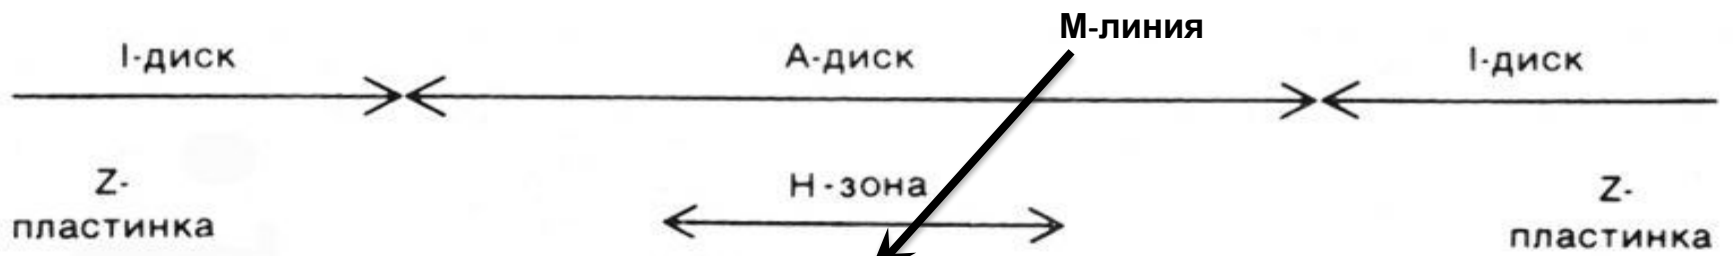 М-линия
I-диск
А-диск
I-диск
Z-
пластинка
Н-зона
Z-
пластинка